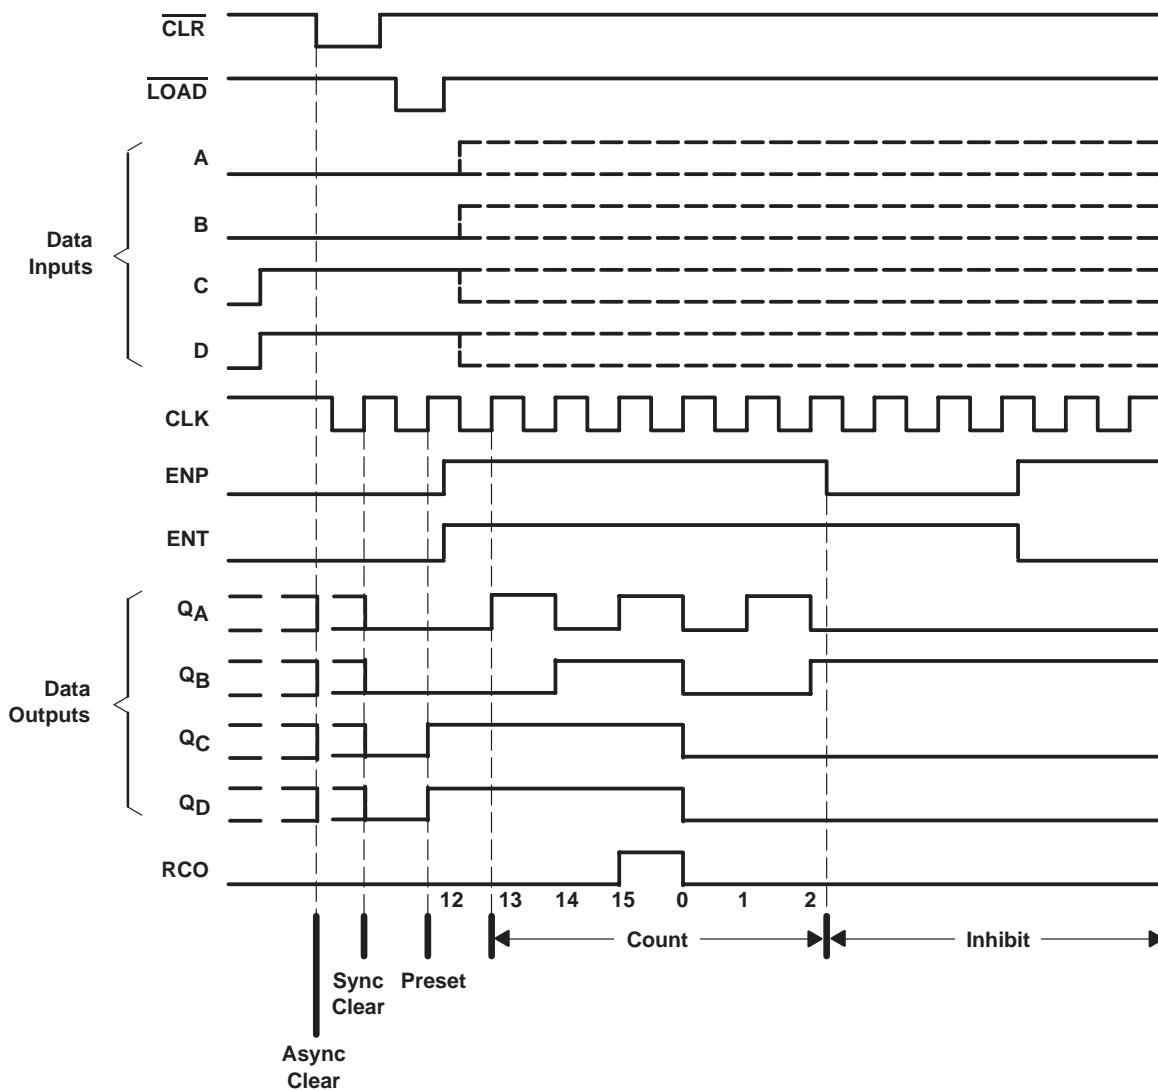 CLR
LOAD
A
B
Data
Inputs
C
D
CLK
ENP
ENT
QA
QB
Data
Outputs
QC
QD
RCO
12 13 14 15 0 1 2
Count Inhibit
Sync
Clear
Preset
Async
Clear